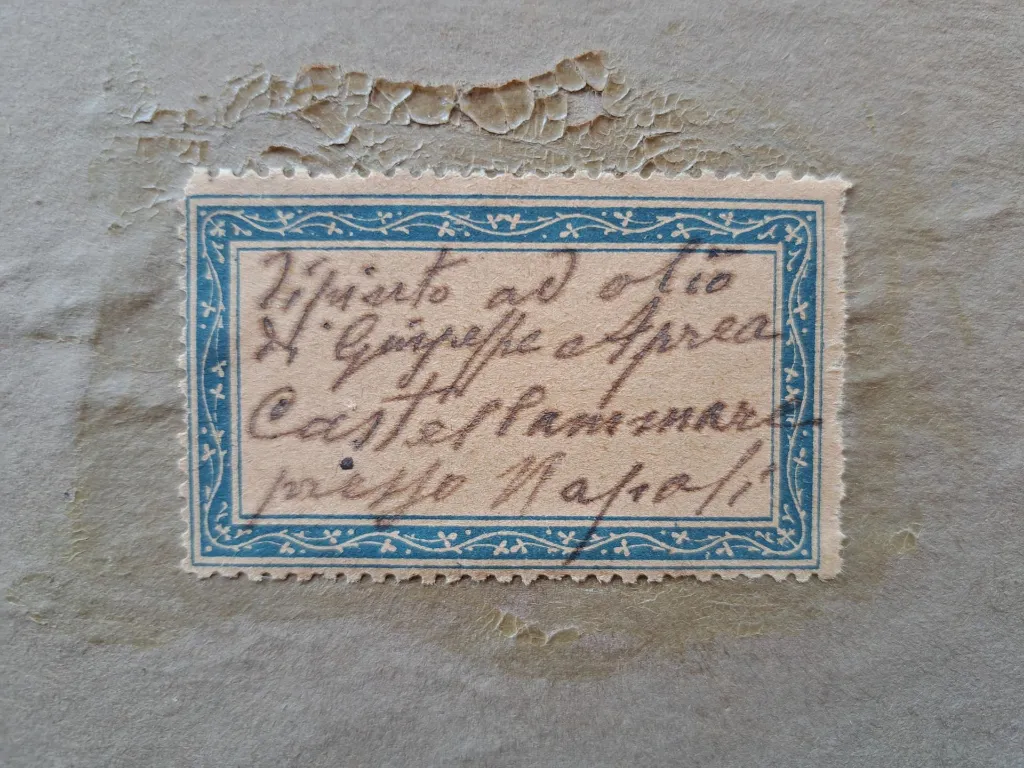 Dipinto ad olio
di Giuseppe Aprea
Castellammare
presso Napoli